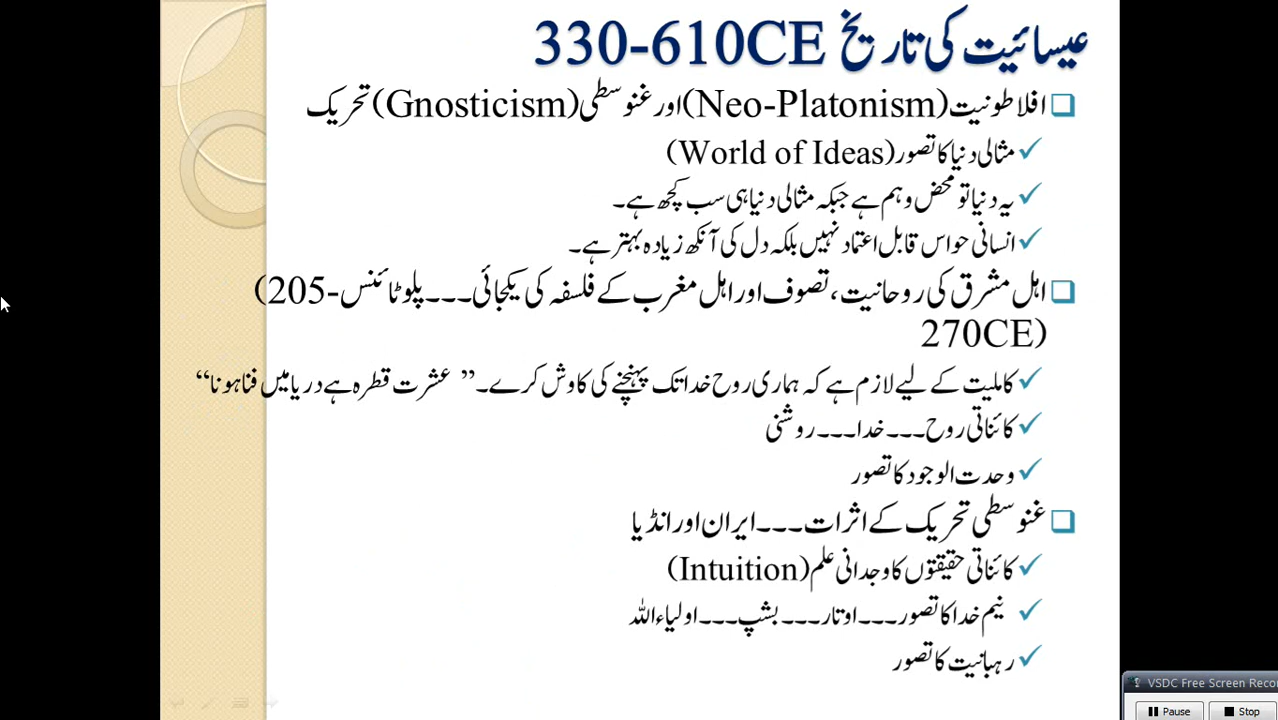 عیسائیت کی تاریخ 330-610CE
افلاطونیت(Neo-Platonism)اور غنوسطی(Gnosticism) تحریک
مثالی دنیا کا تصور(World of Ideas)
یہ دنیا تو محض وہم ہے جبکہ مثالی دنیا ہی سب کچھ ہے۔
انسانی حواس قابل اعتماد نہیں بلکہ دل کی آنکھ زیادہ بہتر ہے۔
اہل مشرق کی روحانیت، تصوف اور اہل مغرب کے فلسفہ کی یکجائی۔۔۔پلوٹائنس-205)
270CE)
کاملیت کے لیے لازم ہے کہ ہماری روح خدا تک پہنچنے کی کاوش کرے۔ ”عشرت قطرہ ہے دریا میں فنا ہونا“
کائناتی روح۔۔۔خدا۔۔۔روشنی
وحدت الوجود کا تصور
غنوسطی تحریک کے اثرات۔۔۔ایران اور انڈیا
کائناتی حقیقتوں کا وجدانی علم(Intuition)
نیم خدا کا تصور۔۔۔اوتار۔۔۔بشپ۔۔۔اولیاء اللہ
رہبانیت کا تصور
VSDC Free Screen Reco
Pause Stop